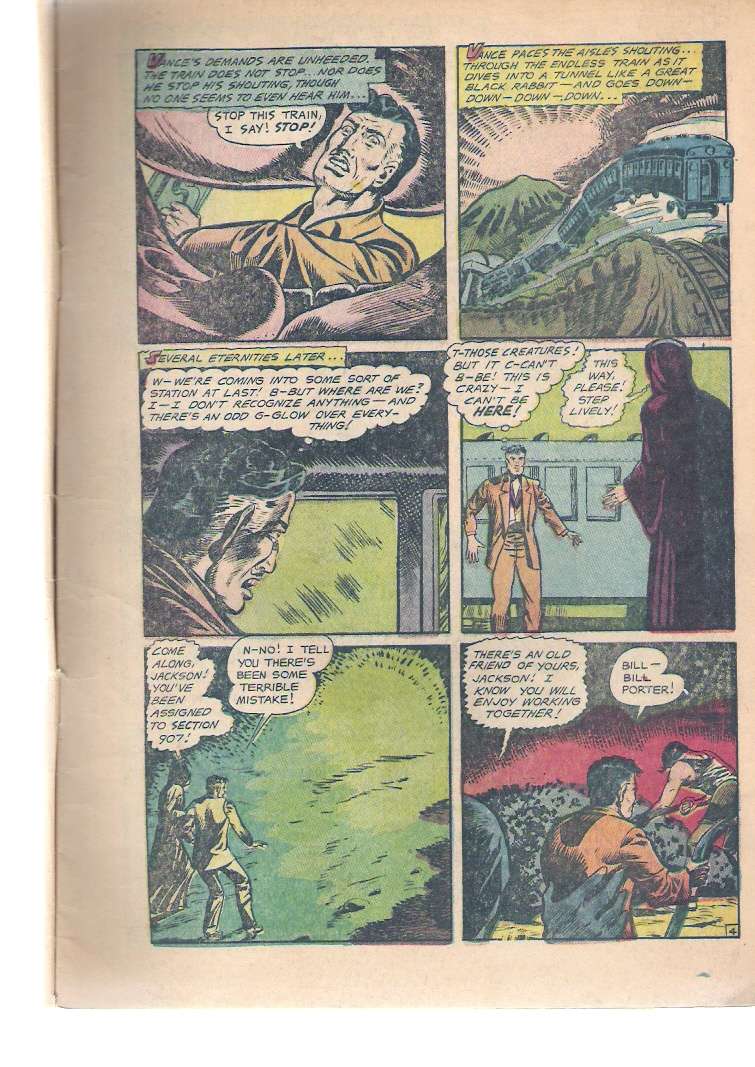 VANCE'S DEMANDS ARE UNHEEDED.
THE TRAIN DOES NOT STOP... NOR DOES
HE STOP HIS SHOUTING, THOUGH
NO ONE SEEMS TO EVEN HEAR HIM...
STOP THIS TRAIN,
I SAY! STOP!
VANCE PACES THE AISLES SHOUTING...
THROUGH THE ENDLESS TRAIN AS IT
DIVES INTO A TUNNEL LIKE A GREAT
BLACK RABBIT—AND GOES DOWN—
DOWN—DOWN—DOWN...
SEVERAL ETERNITIES LATER...
W-WE'RE COMING INTO SOME SORT OF
STATION AT LAST! B-BUT WHERE ARE WE?
I-I DON'T RECOGNIZE ANYTHING—AND
THERE'S AN ODD G-GLOW OVER EVERY-
THING!
T-THOSE CREATURES!
BUT IT C-CAN'T
B-BE! THIS IS
CRAZY—I
CAN'T BE
HERE!
THIS
WAY,
PLEASE!
STEP
LIVELY!
COME
ALONG,
JACKSON!
YOU'VE
BEEN
ASSIGNED
TO SECTION
907!
N-NO! I TELL
YOU THERE'S
BEEN SOME
TERRIBLE
MISTAKE!
THERE'S AN OLD
FRIEND OF YOURS,
JACKSON! I
KNOW YOU WILL
ENJOY WORKING
TOGETHER!
BILL—
BILL
PORTER!
4